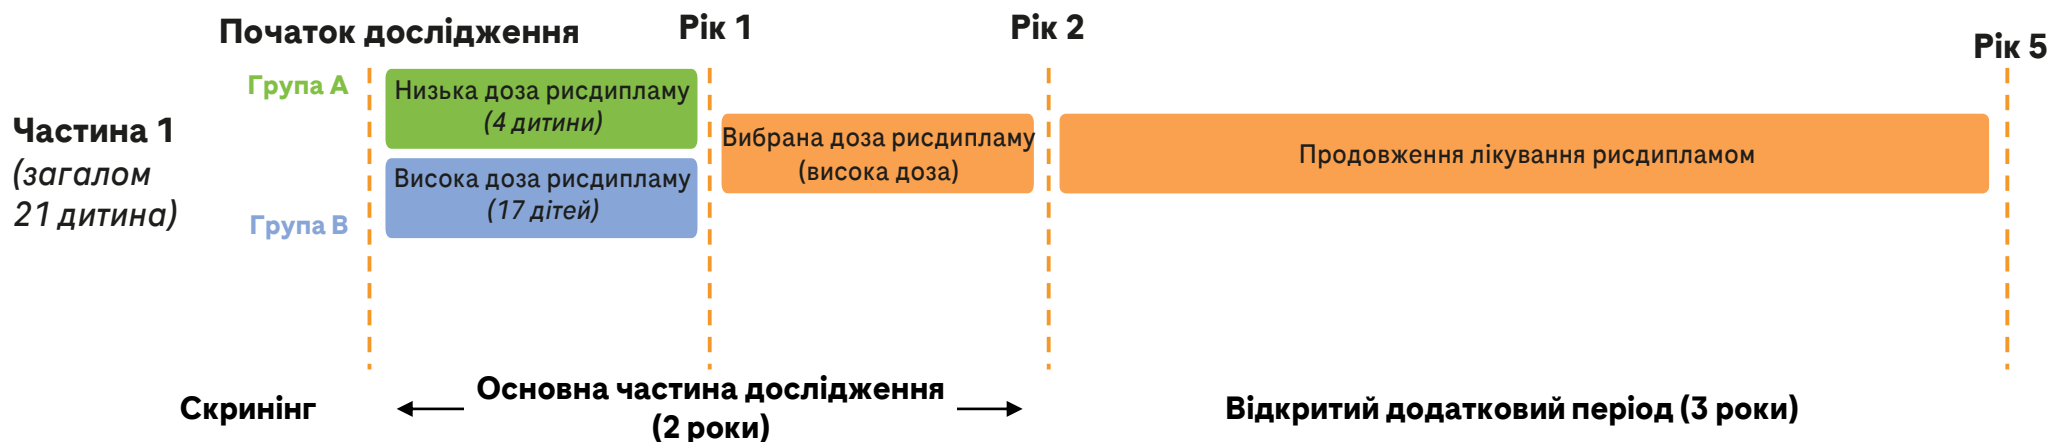 Початок дослідження
Рік 1
Рік 2
Рік 5
Група A
Низька доза рисдипламу
(4 дитини)
Частина 1
(загалом
21 дитина)
Вибрана доза рисдипламу
(висока доза)
Продовження лікування рисдипламом
Висока доза рисдипламу
(17 дітей)
Група B
Скринінг
Основна частина дослідження
(2 роки)
Відкритий додатковий період (3 роки)